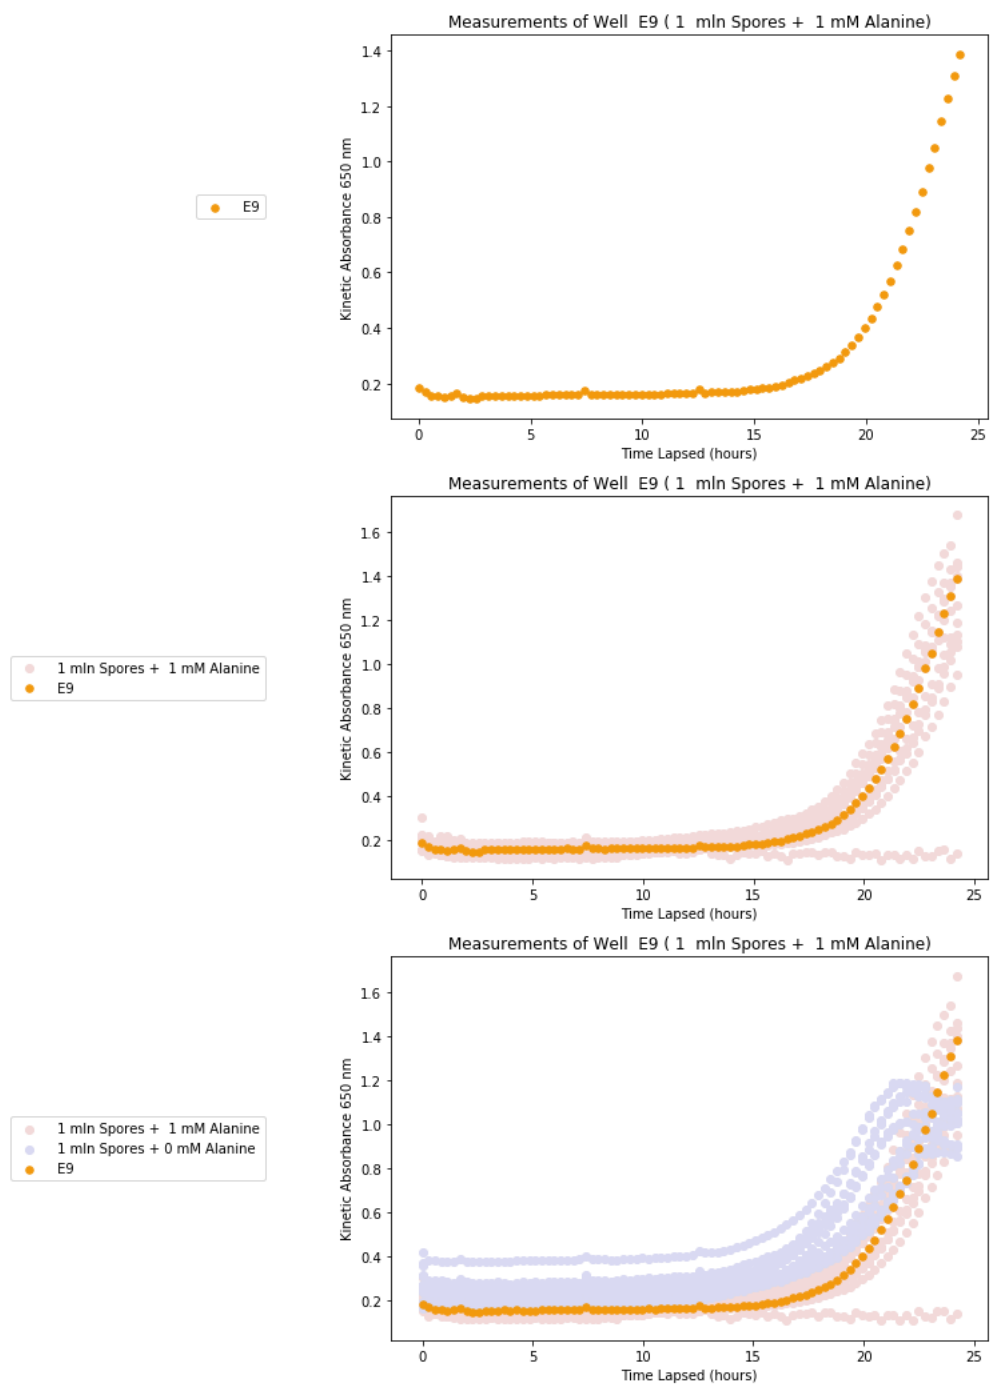 Measurements of Well  E9 ( 1  mln Spores +  1 mM Alanine)
1.4
1.2
1.0
0.8
0.6
0.4
0.2
Kinetic Absorbance 650 nm
E9
0 5 10 15 20 25
Time Lapsed (hours)
Measurements of Well  E9 ( 1  mln Spores +  1 mM Alanine)
1.6
1.4
1.2
1.0
0.8
0.6
0.4
0.2
Kinetic Absorbance 650 nm
1 mln Spores +  1 mM Alanine
E9
0 5 10 15 20 25
Time Lapsed (hours)
Measurements of Well  E9 ( 1  mln Spores +  1 mM Alanine)
1.6
1.4
1.2
1.0
0.8
0.6
0.4
0.2
Kinetic Absorbance 650 nm
1 mln Spores +  1 mM Alanine
1 mln Spores + 0 mM Alanine
E9
0 5 10 15 20 25
Time Lapsed (hours)